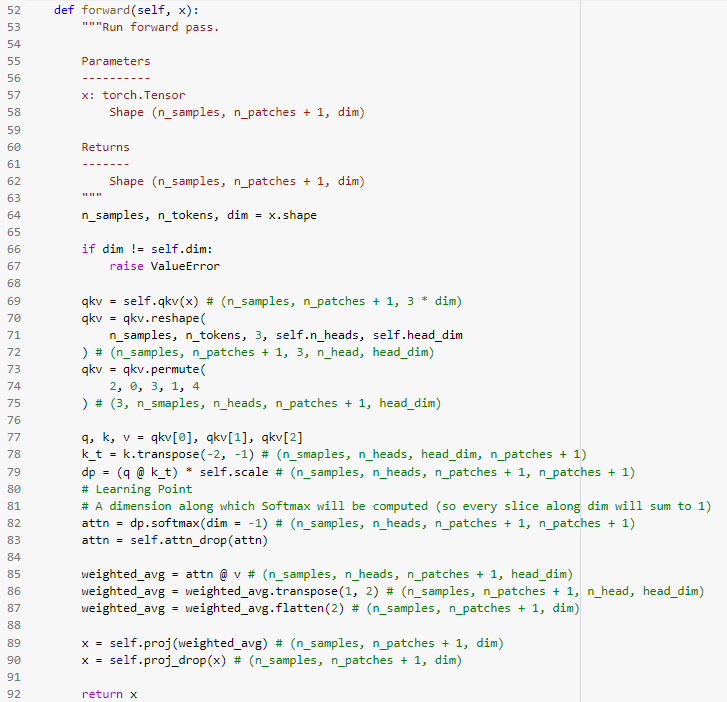 52 def forward(self, x):
53 """Run forward pass.
54
55 Parameters
56 ----------
57 x: torch.Tensor
58 Shape (n_samples, n_patches + 1, dim)
59
60 Returns
61 -------
62 Shape (n_samples, n_patches + 1, dim)
63 """
64 n_samples, n_tokens, dim = x.shape
65
66 if dim != self.dim:
67 raise ValueError
68
69 qkv = self.qkv(x) # (n_samples, n_patches + 1, 3 * dim)
70 qkv = qkv.reshape(
71 n_samples, n_tokens, 3, self.n_heads, self.head_dim
72 ) # (n_samples, n_patches + 1, 3, n_head, head_dim)
73 qkv = qkv.permute(
74 2, 0, 3, 1, 4
75 ) # (3, n_smaples, n_heads, n_patches + 1, head_dim)
76
77 q, k, v = qkv[0], qkv[1], qkv[2]
78 k_t = k.transpose(-2, -1) # (n_smaples, n_heads, head_dim, n_patches + 1)
79 dp = (q @ k_t) * self.scale # (n_samples, n_heads, n_patches + 1, n_patches + 1)
80 # Learning Point
81 # A dimension along which Softmax will be computed (so every slice along dim will sum to 1)
82 attn = dp.softmax(dim = -1) # (n_samples, n_heads, n_patches + 1, n_patches + 1)
83 attn = self.attn_drop(attn)
84
85 weighted_avg = attn @ v # (n_samples, n_heads, n_patches + 1, head_dim)
86 weighted_avg = weighted_avg.transpose(1, 2) # (n_samples, n_patches + 1, n_head, head_dim)
87 weighted_avg = weighted_avg.flatten(2) # (n_samples, n_patches + 1, dim)
88
89 x = self.proj(weighted_avg) # (n_samples, n_patches + 1, dim)
90 x = self.proj_drop(x) # (n_samples, n_patches + 1, dim)
91
92 return x